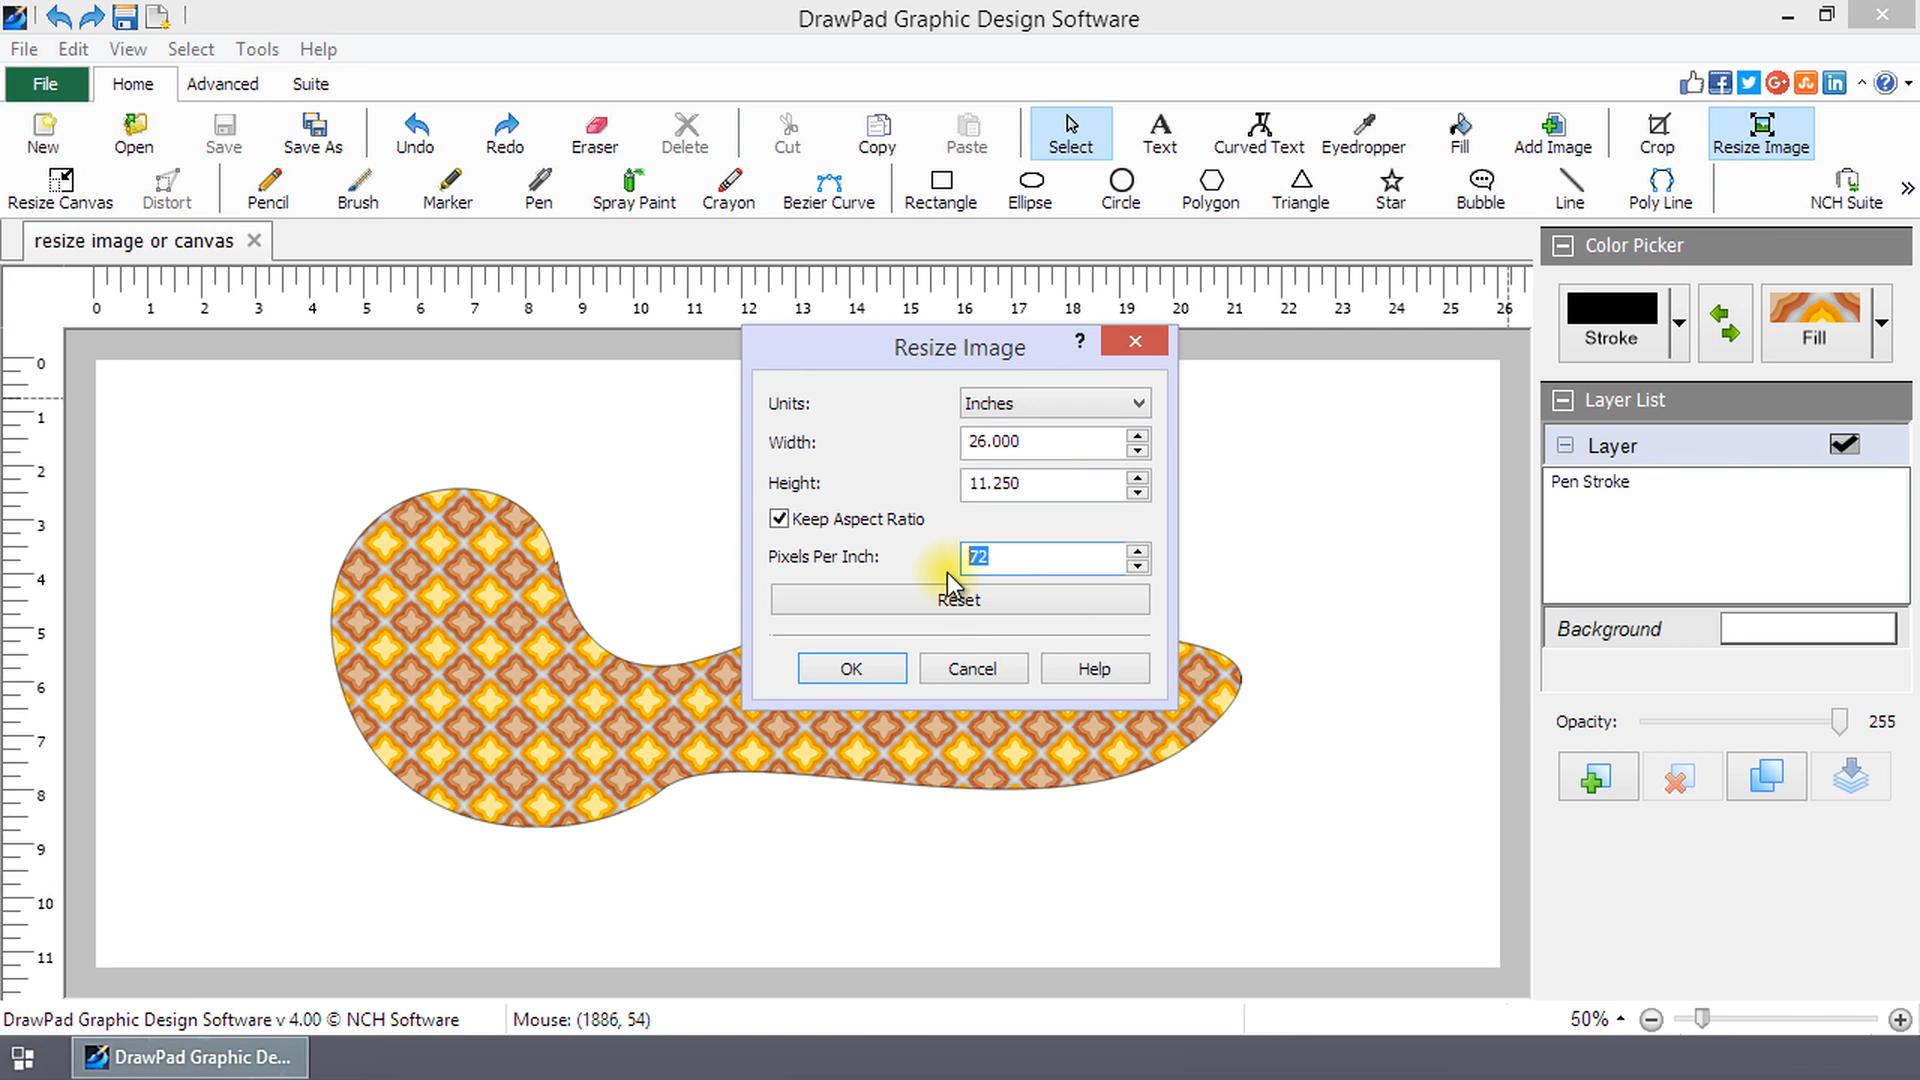 DrawPad Graphic Design Software
File Edit View Select Tools Help
File Home Advanced Suite
New Open Save Save As Undo Redo Eraser Delete Cut Copy Paste Select Text Curved Text Eyedropper Fill Add Image Crop Resize Image
Resize Canvas Distort Pencil Brush Marker Pen Spray Paint Crayon Bezier Curve Rectangle Ellipse Circle Polygon Triangle Star Bubble Line Poly Line NCH Suite
resize image or canvas
Color Picker
0 1 2 3 4 5 6 7 8 9 10 11 12 13 14 15 16 17 18 19 20 21 22 23 24 25 26
Stroke
Fill
Resize Image ?
Units: Inches
Width: 26.000
Height: 11.250
Keep Aspect Ratio
Pixels Per Inch: 72
Reset
OK Cancel Help
0
1
2
3
4
5
6
7
8
9
10
11
Layer List
Layer
Pen Stroke
Background
Opacity: 255
DrawPad Graphic Design Software v 4.00 © NCH Software Mouse: (1886, 54) 50%
DrawPad Graphic De...